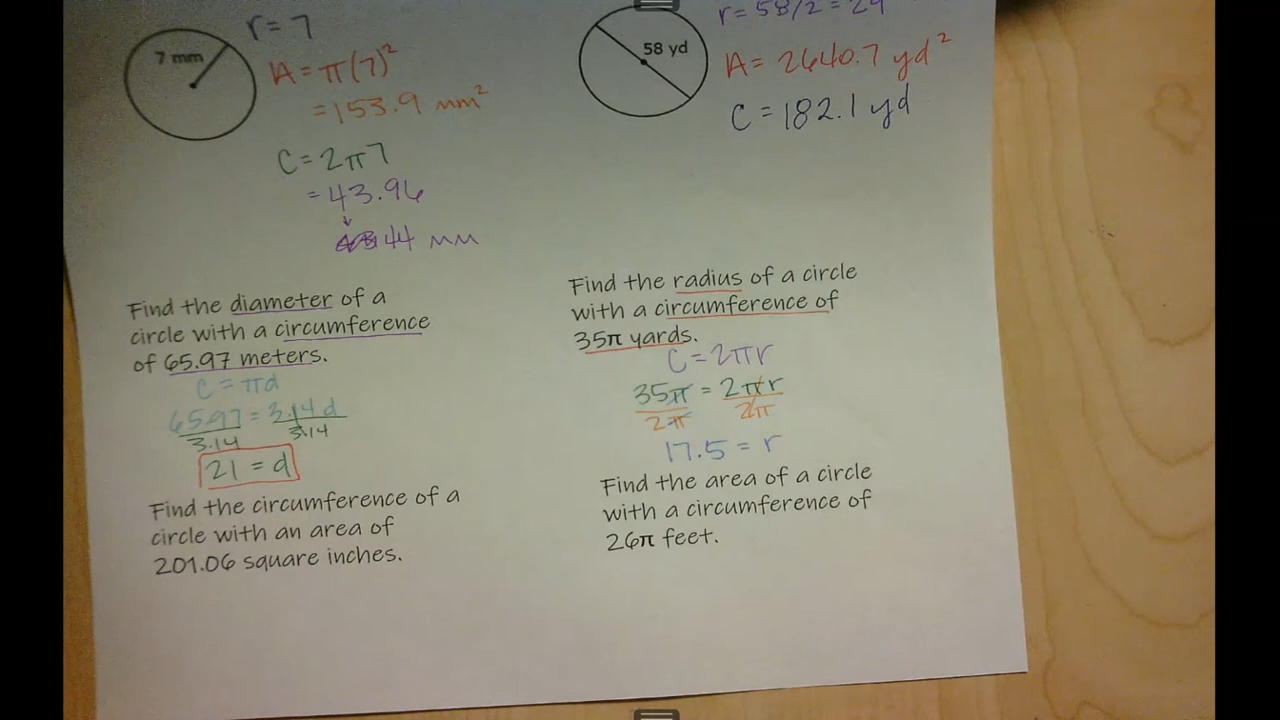 7 mm
r = 7
A = π(7)²
= 153.9 mm²
C = 2π7
= 43.96
44 mm
58 yd
r = 58/2 = 29
A = 2640.7 yd²
C = 182.1 yd
Find the diameter of a
circle with a circumference
of 65.97 meters.
C = πd
65.97 = 3.14 d
3.14 3.14
21 = d
Find the radius of a circle
with a circumference of
35π yards.
C = 2πr
35π = 2πr
2π 2π
17.5 = r
Find the circumference of a
circle with an area of
201.06 square inches.
Find the area of a circle
with a circumference of
26π feet.